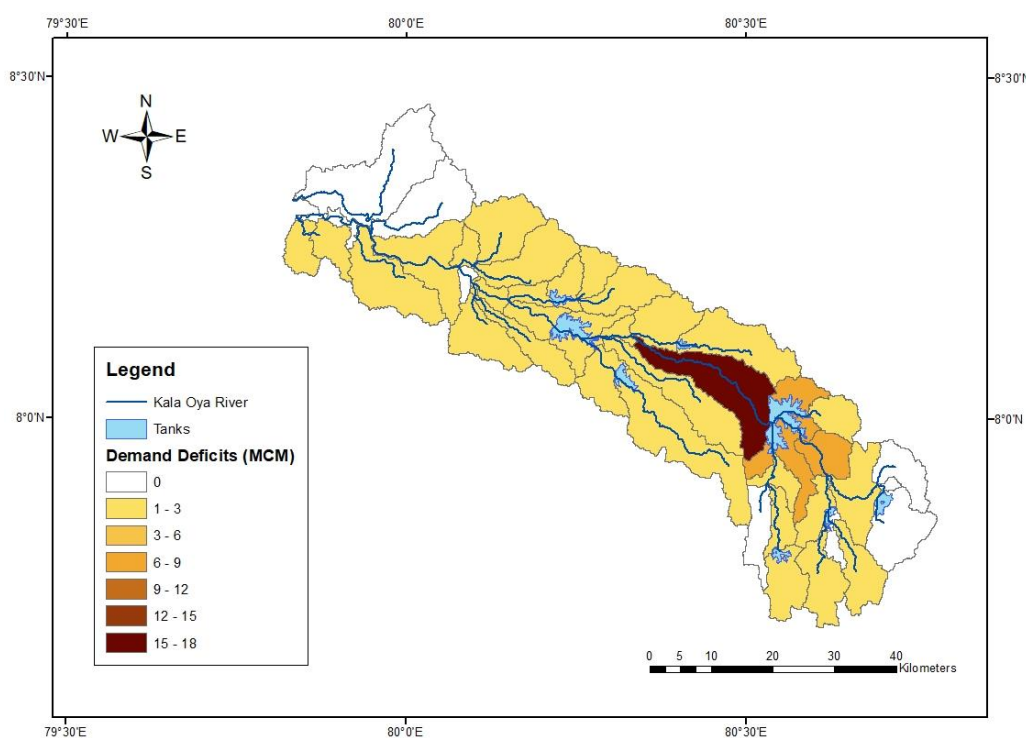 79°30'E 80°0'E 80°30'E
8°30'N 8°30'N
N
W E
S
Legend
Kala Oya River
Tanks
Demand Deficits (MCM)
0
1 - 3
3 - 6
6 - 9
9 - 12
12 - 15
15 - 18
8°0'N 8°0'N
0 5 10 20 30 40
Kilometers
79°30'E 80°0'E 80°30'E